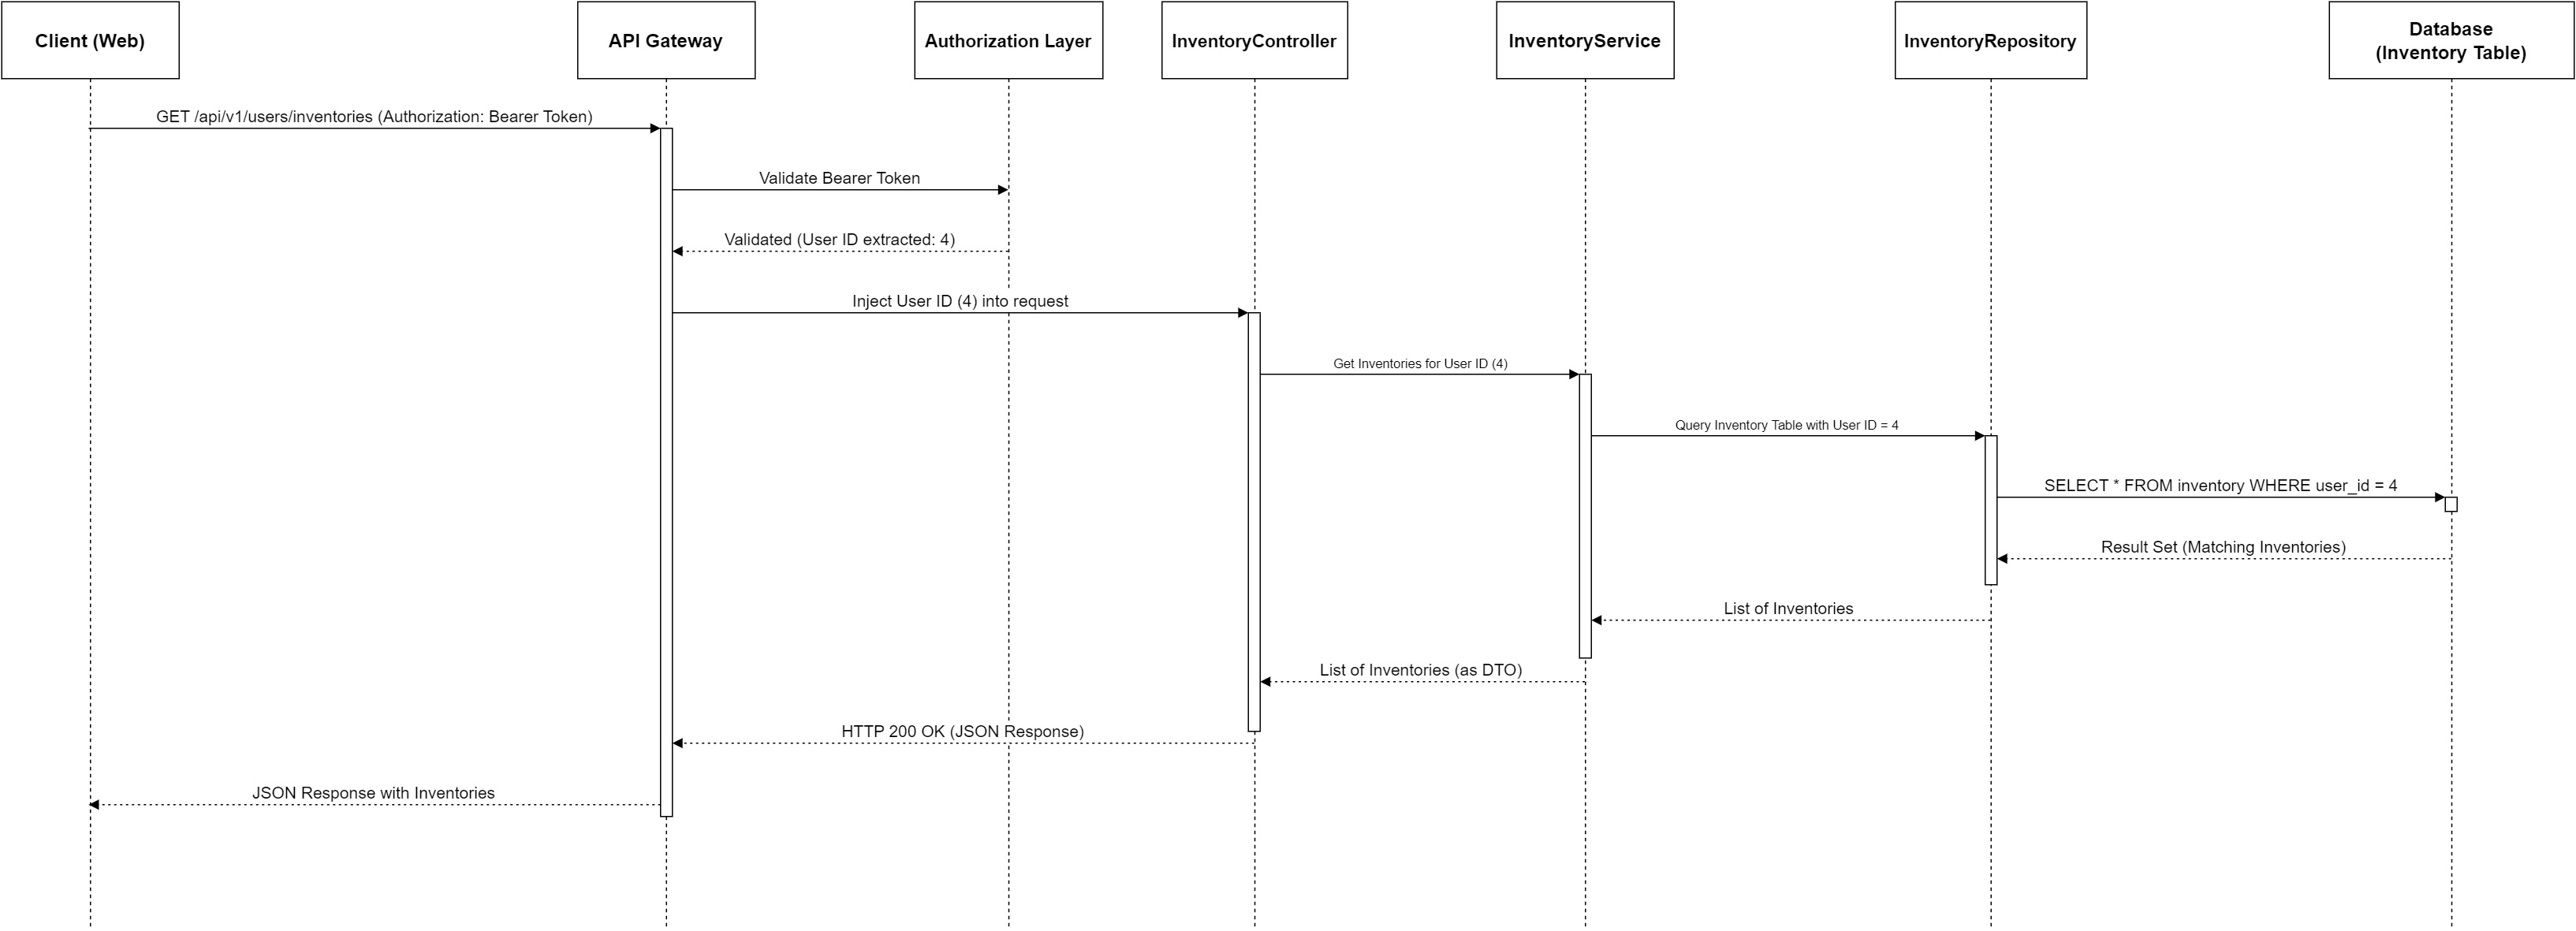 Client (Web)
API Gateway
Authorization Layer
InventoryController
InventoryService
InventoryRepository
Database
(Inventory Table)
GET /api/v1/users/inventories (Authorization: Bearer Token)
Validate Bearer Token
Validated (User ID extracted: 4)
Inject User ID (4) into request
Get Inventories for User ID (4)
Query Inventory Table with User ID = 4
SELECT * FROM inventory WHERE user_id = 4
Result Set (Matching Inventories)
List of Inventories
List of Inventories (as DTO)
HTTP 200 OK (JSON Response)
JSON Response with Inventories